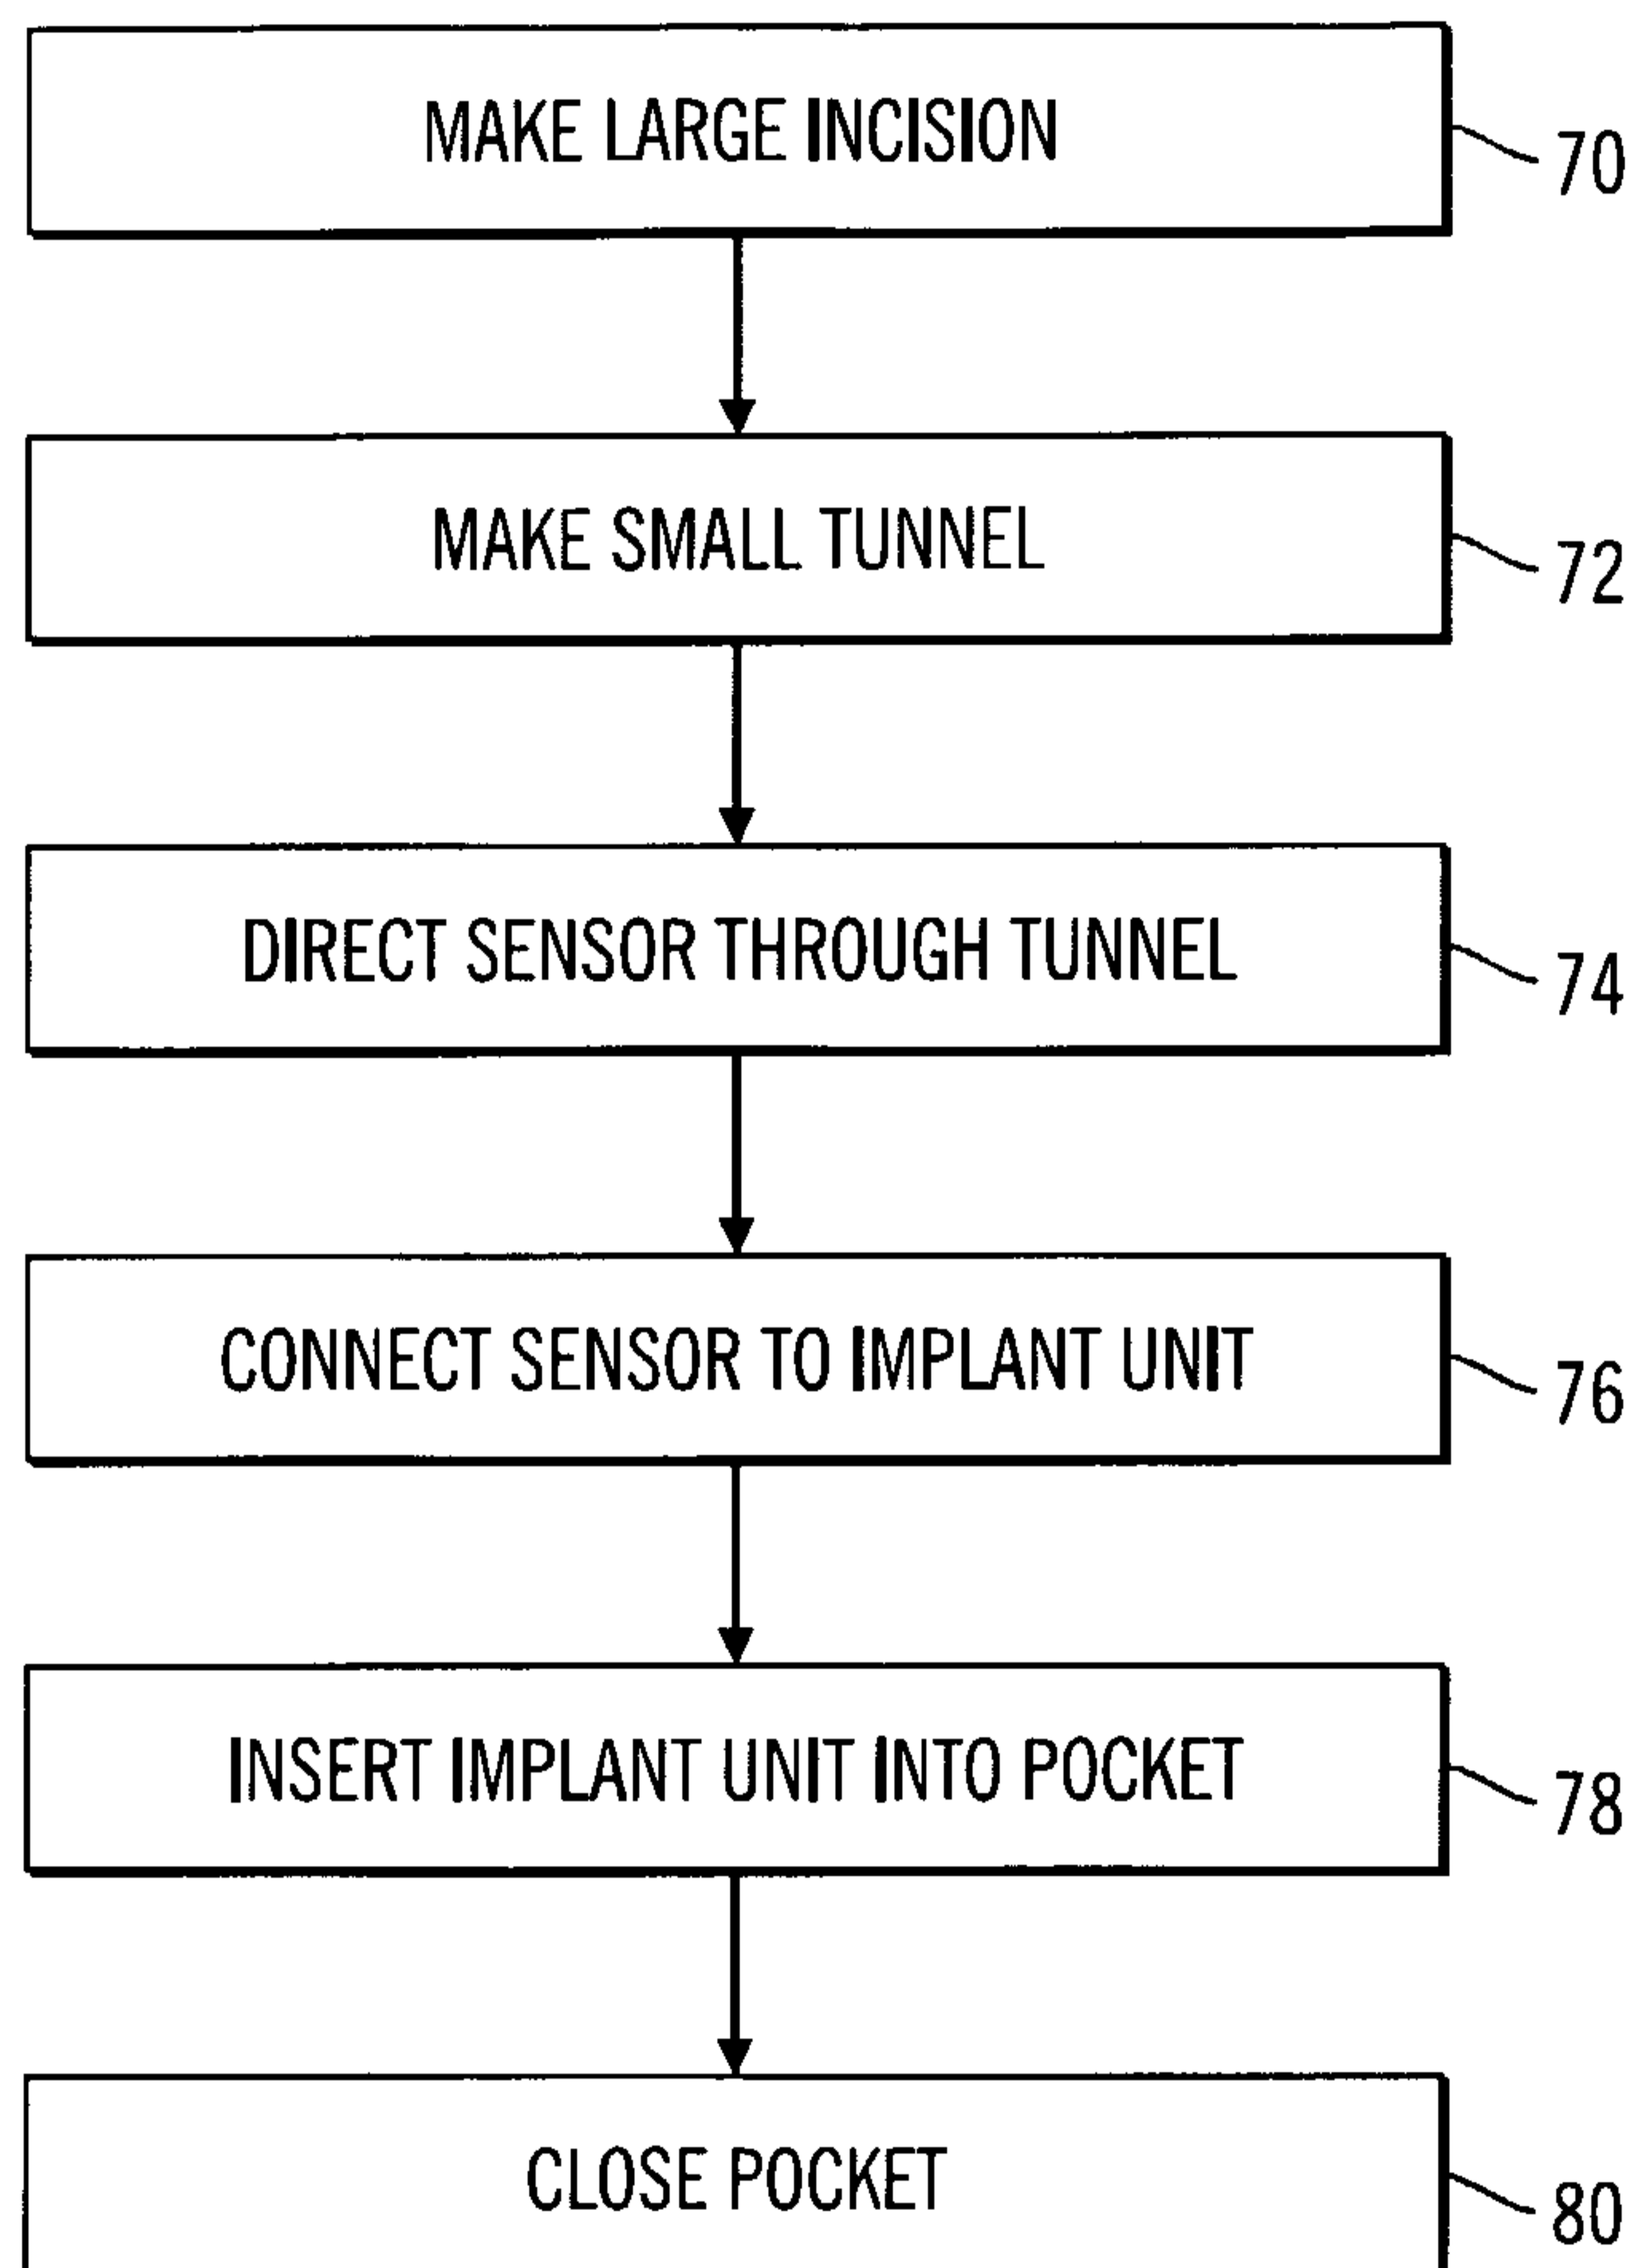 MAKE LARGE INCISION
70
MAKE SMALL TUNNEL
72
DIRECT SENSOR THROUGH TUNNEL
74
CONNECT SENSOR TO IMPLANT UNIT
76
INSERT IMPLANT UNIT INTO POCKET
78
CLOSE POCKET
80